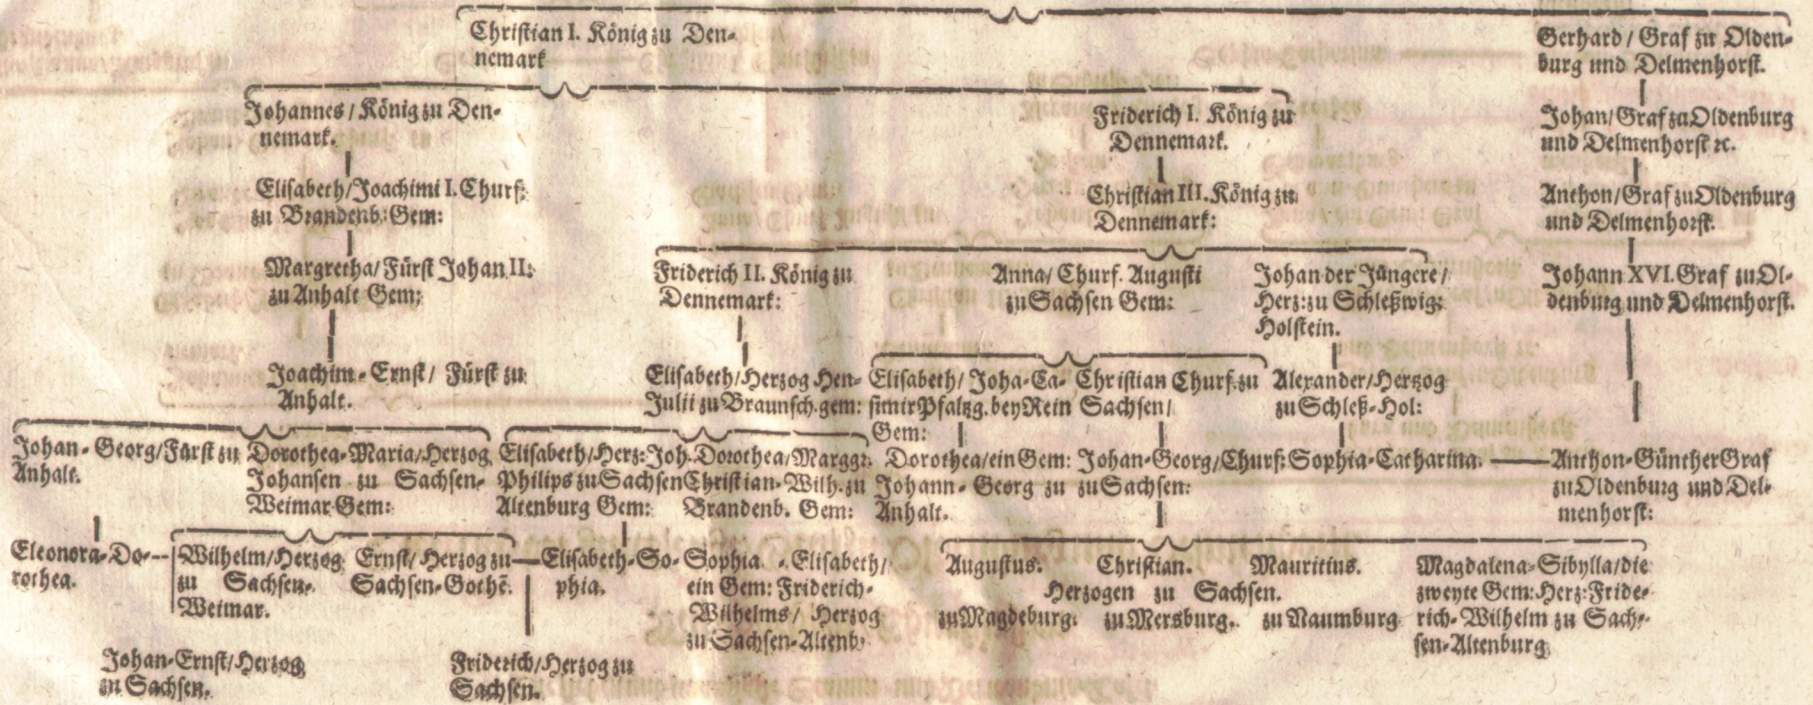 Christian I. König zu Den-
nemark
Gerhard / Graf zu Olden-
burg und Delmenhorst.
Johannes / König zu Den-
nemark.
Friderich I. König zu
Dennemark.
Johan / Graf zu Oldenburg
und Delmenhorst ꝛc.
Elisabeth / Joachimi I. Churf:
zu Brandenb: Gem:
Christian III. König zu
Dennemark:
Anthon / Graf zu Oldenburg
und Delmenhorst.
Margretha / Fürst Johan II:
zu Anhalt Gem:
Friderich II. König zu
Dennemark:
Anna / Churf. Augusti
zu Sachsen Gem:
Johan der Jüngere /
Herz: zu Schleßwig-
Holstein.
Johann XVI. Graf zu Ol-
denburg und Delmenhorst.
Joachim-Ernst / Fürst zu
Anhalt.
Elisabeth / Herzog Hen-
Julii zu Braunsch. gem:
Elisabeth / Joha-Ca-
simir Pfaltzg. bey Rein
Gem:
Christian Churf. zu
Sachsen /
Alexander / Hertzog
zu Schleß-Hol:
Johan-Georg / Fürst zu
Anhalt.
Dorothea-Maria / Herzog
Johansen zu Sachsen-
Weimar Gem:
Elisabeth / Herz: Joh.
Philips zu Sachsen
Altenburg Gem:
Dorothea / Marggr.
Christian-Wilh. zu
Brandenb. Gem:
Dorothea / ein Gem:
Johann-Georg zu
Anhalt.
Johan-Georg / Churf:
zu Sachsen:
Sophia-Catharina.
Anthon-Günther Graf
zu Oldenburg und Del-
menhorst:
Eleonora-Do-
rothea.
Wilhelm / Herzog
zu Sachsen-
Weimar.
Ernst / Herzog zu
Sachsen-Gothē.
Elisabeth-So-
phia.
Sophia-Elisabeth /
ein Gem: Friderich-
Wilhelms / Herzog
zu Sachsen-Altenb:
Augustus. Christian. Mauritius.
Herzogen zu Sachsen.
zu Magdeburg. zu Mersburg. zu Naumburg
Magdalena-Sibylla / die
zweyte Gem: Herz: Fride-
rich-Wilhelm zu Sach-
sen-Altenburg
Johan-Ernst / Herzog
zu Sachsen.
Friderich / Herzog zu
Sachsen.